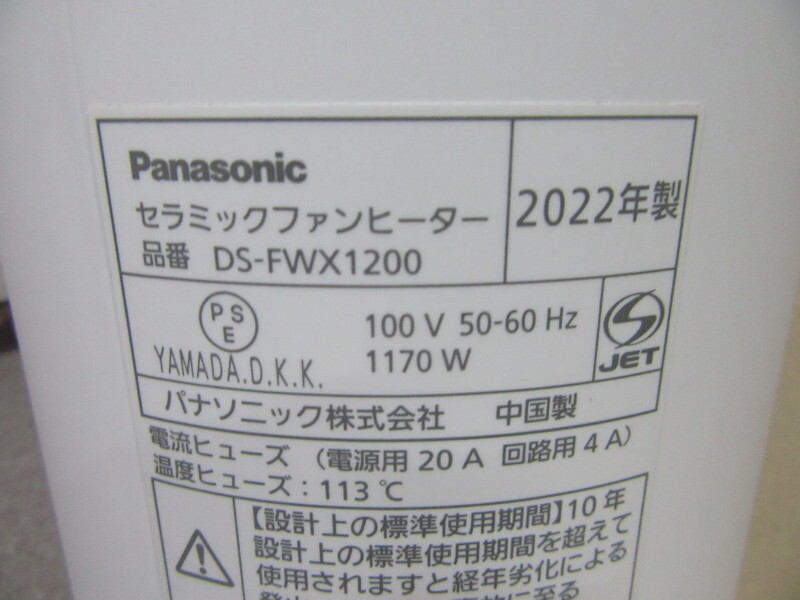 Panasonic
セラミックファンヒーター
品番 DS-FWX1200
2022年製
PS
E
YAMADA.D.K.K.
100 V 50-60 Hz
1170 W
S
JET
パナソニック株式会社 中国製
電流ヒューズ (電源用 20 A 回路用 4 A)
温度ヒューズ:113 ℃
【設計上の標準使用期間】10 年
設計上の標準使用期間を超えて
使用されますと経年劣化による